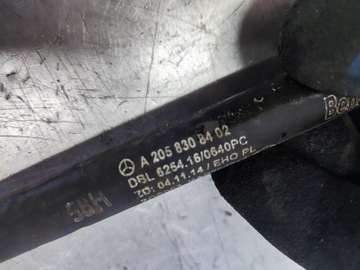 A 205 830 84 02
DBL 6254.16/0640PC
ZD: 04.11.14 / EHO PL